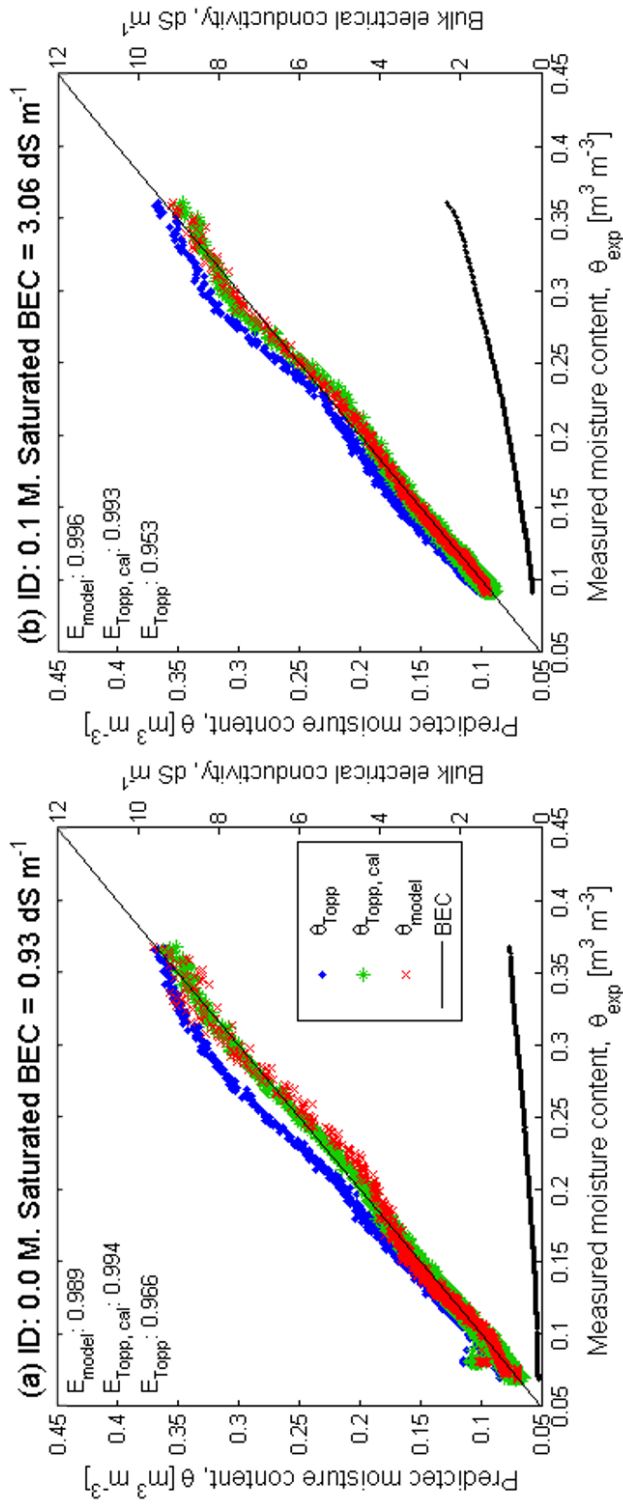 (a) ID: 0.0 M. Saturated BEC = 0.93 dS m⁻¹
E_model: 0.989
E_Topp, cal: 0.994
E_Topp: 0.966
Predictec moisture content, θ [m³ m⁻³]
0.45
0.4
0.35
0.3
0.25
0.2
0.15
0.1
0.05
0.05 0.1 0.15 0.2 0.25 0.3 0.35 0.4 0.45
Measured moisture content, θ_exp [m³ m⁻³]
12
10
8
6
4
2
0
Bulk electrical conductivity, dS m⁻¹
θ_Topp
θ_Topp, cal
θ_model
BEC
(b) ID: 0.1 M. Saturated BEC = 3.06 dS m⁻¹
E_model: 0.996
E_Topp, cal: 0.993
E_Topp: 0.953
Predictec moisture content, θ [m³ m⁻³]
0.45
0.4
0.35
0.3
0.25
0.2
0.15
0.1
0.05
0.05 0.1 0.15 0.2 0.25 0.3 0.35 0.4 0.45
Measured moisture content, θ_exp [m³ m⁻³]
12
10
8
6
4
2
0
Bulk electrical conductivity, dS m⁻¹